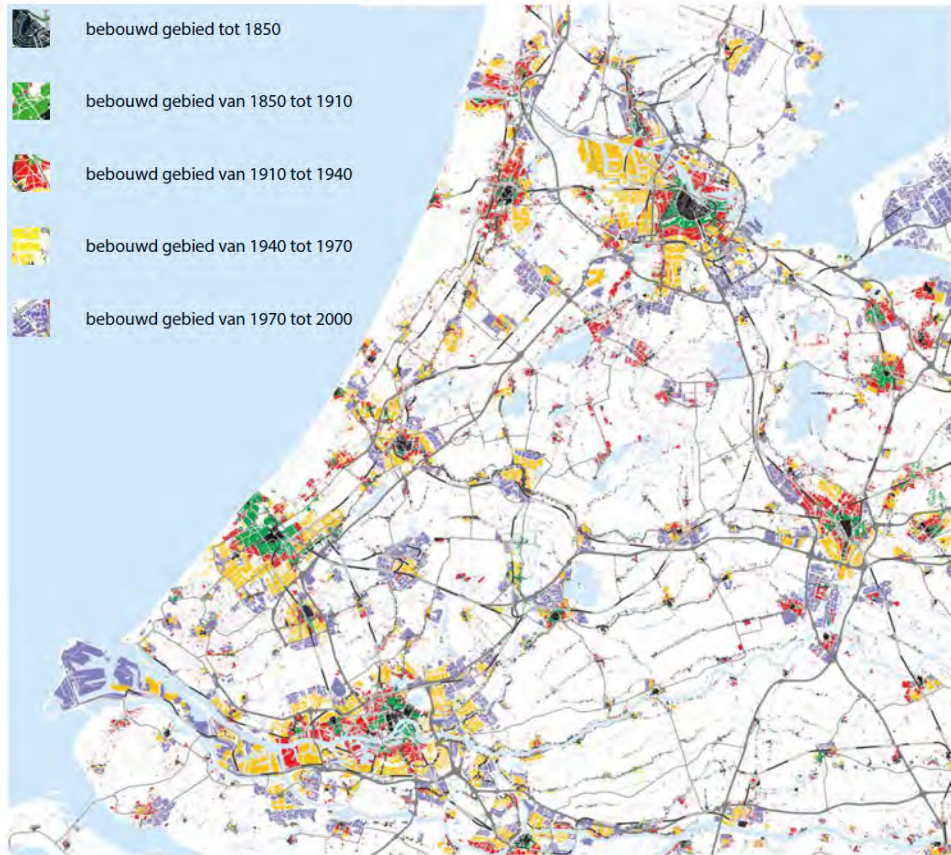 bebouwd gebied tot 1850
bebouwd gebied van 1850 tot 1910
bebouwd gebied van 1910 tot 1940
bebouwd gebied van 1940 tot 1970
bebouwd gebied van 1970 tot 2000